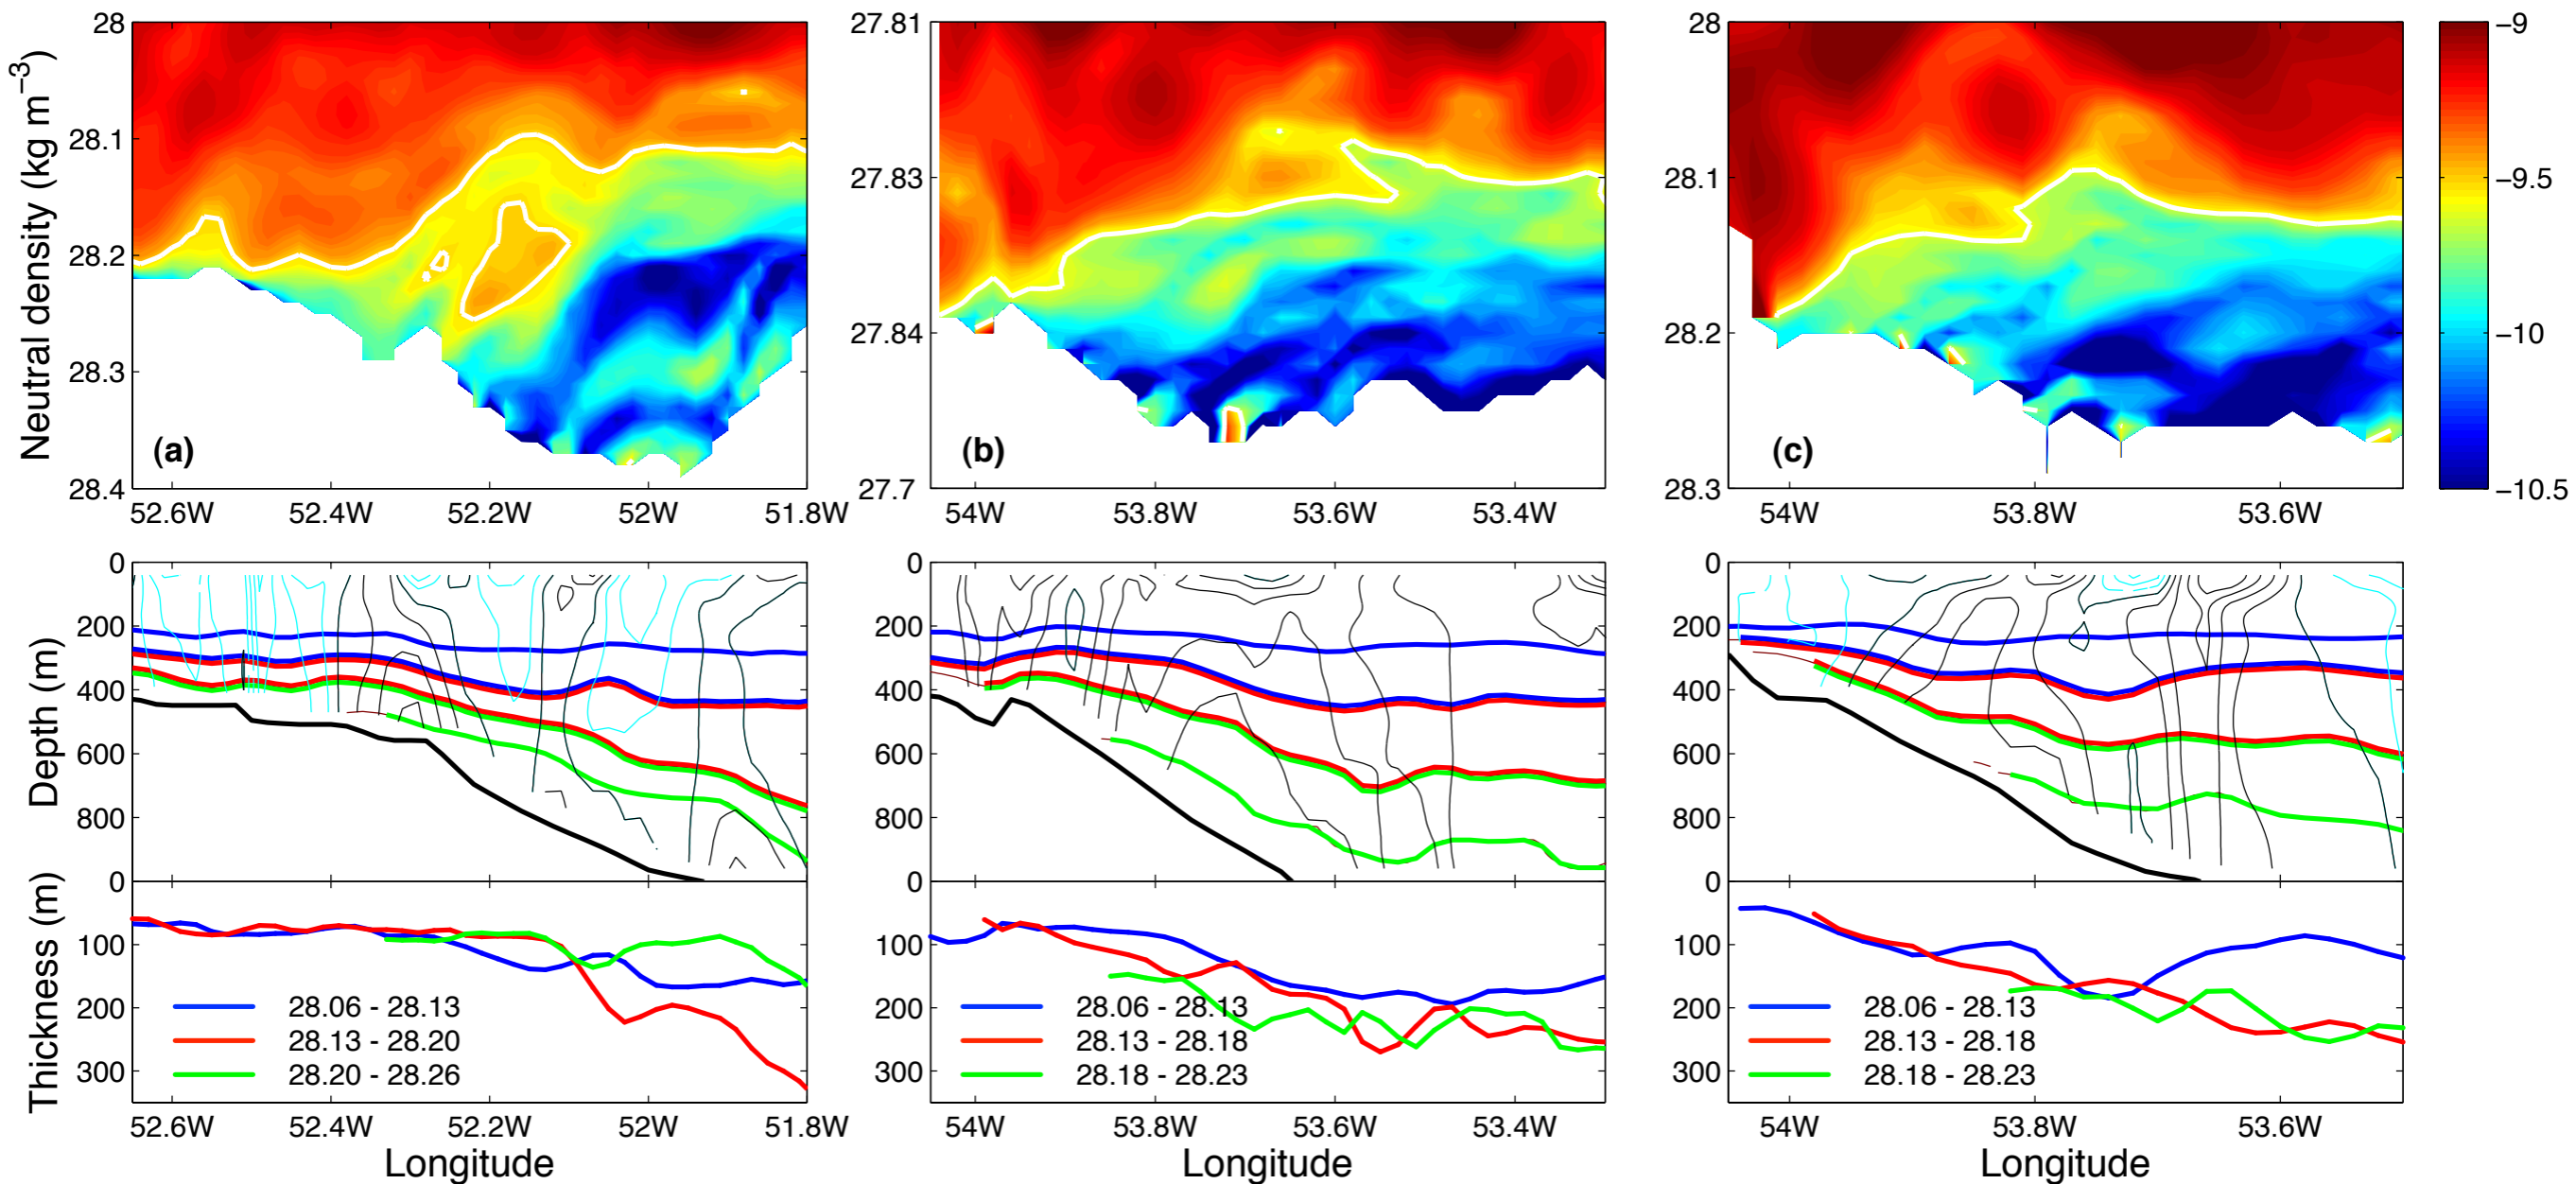 Neutral density (kg m−3)
28
28.1
28.2
28.3
28.4
(a)
52.6W 52.4W 52.2W 52W 51.8W
27.81
27.83
27.84
27.7
(b)
54W 53.8W 53.6W 53.4W
28
28.1
28.2
28.3
(c)
54W 53.8W 53.6W
−9
−9.5
−10
−10.5
Longitude Longitude Longitude
Depth (m)
0 0 0
200 200 200
400 400 400
600 600 600
800 800 800
0 0 0
Thickness (m)
100 100 100
200 200 200
300 300 300
28.06 - 28.13
28.13 - 28.20
28.20 - 28.26
28.06 - 28.13
28.13 - 28.18
28.18 - 28.23
28.06 - 28.13
28.13 - 28.18
28.18 - 28.23
52.6W 52.4W 52.2W 52W 51.8W
54W 53.8W 53.6W 53.4W
54W 53.8W 53.6W
Longitude Longitude Longitude